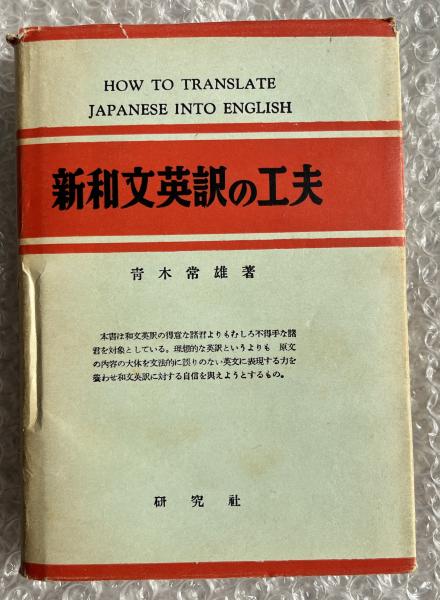 HOW TO TRANSLATE
JAPANESE INTO ENGLISH
新和文英訳の工夫
青木常雄著
本書は和文英訳の得意な諸君よりもむしろ不得手な諸
君を対象としている。理想的な英訳というよりも 原文
の内容の大体を文法的に誤りのない英文に表現する力を
養わせ和文英訳に対する自信を與えようとするもの。
研究社